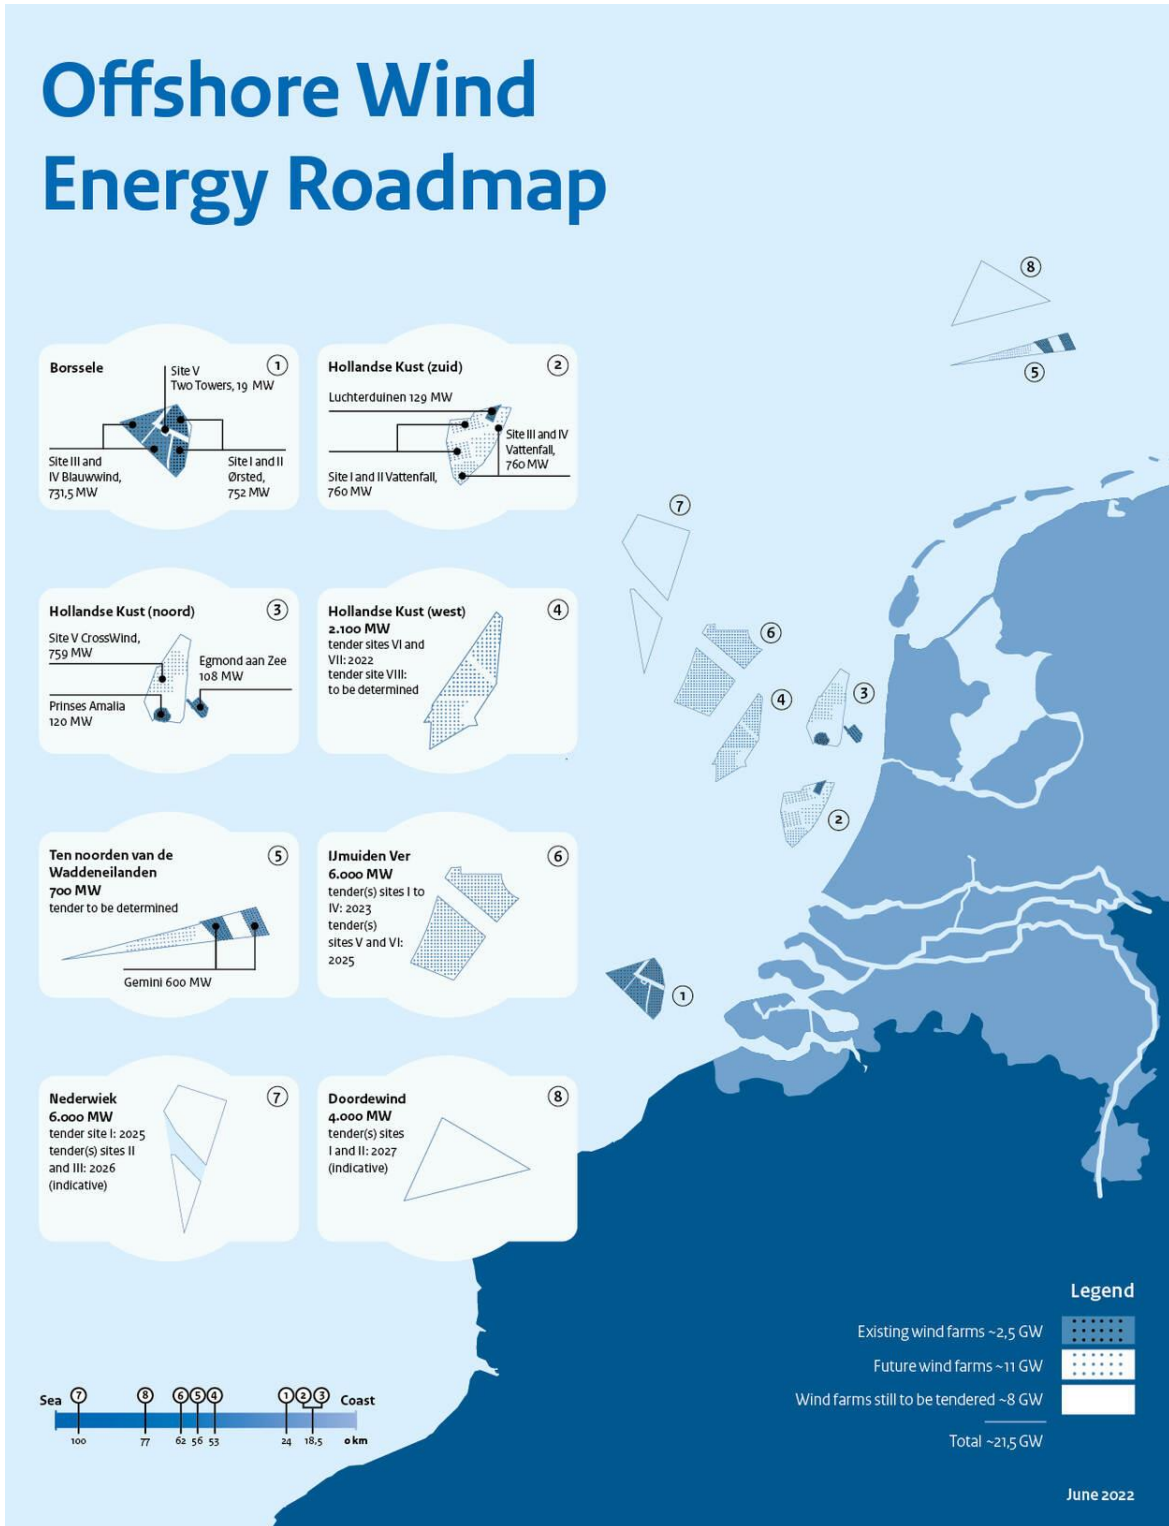 Offshore Wind
Energy Roadmap
Borssele
1
Site V
Two Towers, 19 MW
Site III and
IV Blauwwind,
731,5 MW
Site I and II
Ørsted,
752 MW
Hollandse Kust (zuid)
2
Luchterduinen 129 MW
Site III and IV
Vattenfall,
760 MW
Site I and II Vattenfall,
760 MW
Hollandse Kust (noord)
3
Site V CrossWind,
759 MW
Egmond aan Zee
108 MW
Prinses Amalia
120 MW
Hollandse Kust (west)
4
2.100 MW
tender sites VI and
VII: 2022
tender site VIII:
to be determined
Ten noorden van de
Waddeneilanden
5
700 MW
tender to be determined
Gemini 600 MW
IJmuiden Ver
6
6.000 MW
tender(s) sites I to
IV: 2023
tender(s)
sites V and VI:
2025
Nederwiek
7
6.000 MW
tender site I: 2025
tender(s) sites II
and III: 2026
(indicative)
Doordewind
8
4.000 MW
tender(s) sites
I and II: 2027
(indicative)
8
5
7
6
4
3
2
1
Sea 7 8 6 5 4 1 2 3 Coast
100 77 62 56 53 24 18,5 0 km
Legend
Existing wind farms ~2,5 GW
Future wind farms ~11 GW
Wind farms still to be tendered ~8 GW
Total ~21,5 GW
June 2022